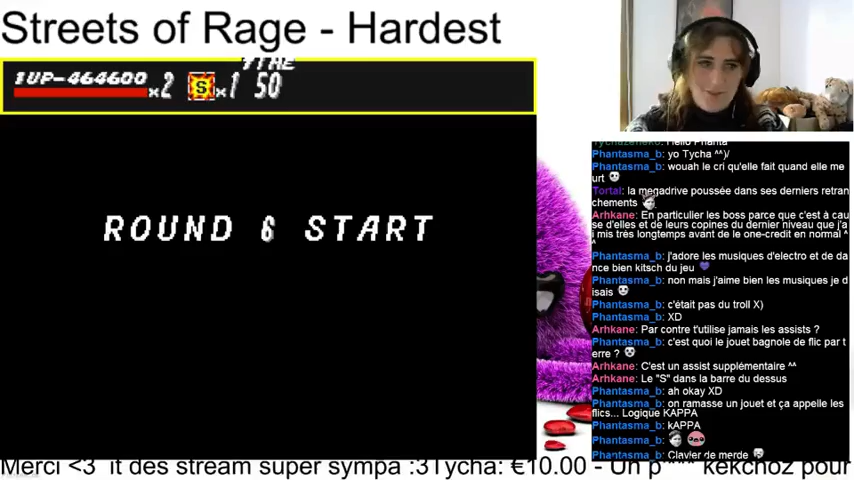 Streets of Rage - Hardest
TIME
1UP-464600 ×2 S ×1 50
ROUND 6 START
Tychazeneko: Hello Phanta
Phantasma_b: yo Tycha ^^)/
Phantasma_b: wouah le cri qu'elle fait quand elle me
urt
Tortal: la megadrive poussée dans ses derniers retran
chements
Arhkane: En particulier les boss parce que c'est à cau
se d'elles et de leurs copines du dernier niveau que j'a
i mis très longtemps avant de le one-credit en normal ^
^
Phantasma_b: j'adore les musiques d'electro et de da
nce bien kitsch du jeu
Phantasma_b: non mais j'aime bien les musiques je d
isais
Phantasma_b: c'était pas du troll X)
Phantasma_b: XD
Arhkane: Par contre t'utilise jamais les assists ?
Phantasma_b: c'est quoi le jouet bagnole de flic par t
erre ?
Arhkane: C'est un assist supplémentaire ^^
Arhkane: Le "S" dans la barre du dessus
Phantasma_b: ah okay XD
Phantasma_b: on ramasse un jouet et ça appelle les
flics... Logique KAPPA
Phantasma_b: kAPPA
Phantasma_b:
Phantasma_b: Clavier de merde
Merci <3 it des stream super sympa :3Tycha: €10.00 - Un p kekchoz pour